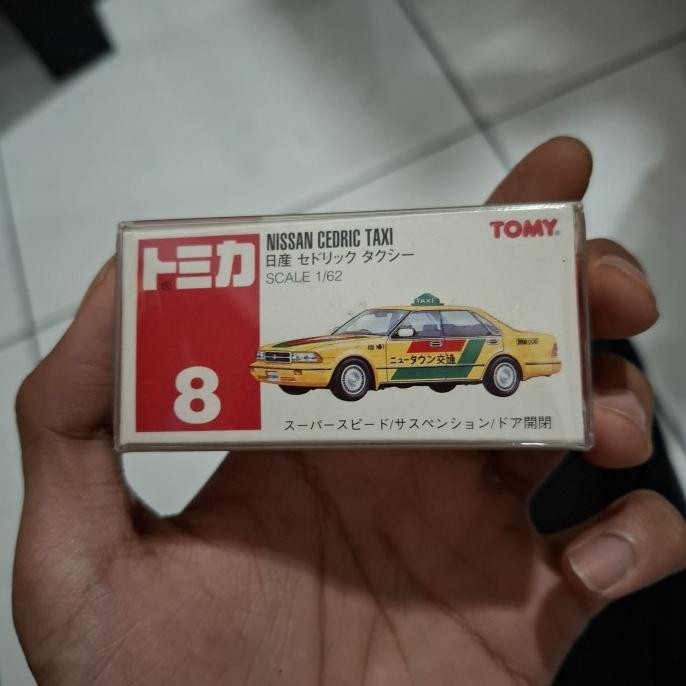 トミカ
8
NISSAN CEDRIC TAXI
日産 セドリック タクシー
SCALE 1/62
TOMY
TAXI
ニュータウン交通
スーパースピード/サスペンション/ドア開閉